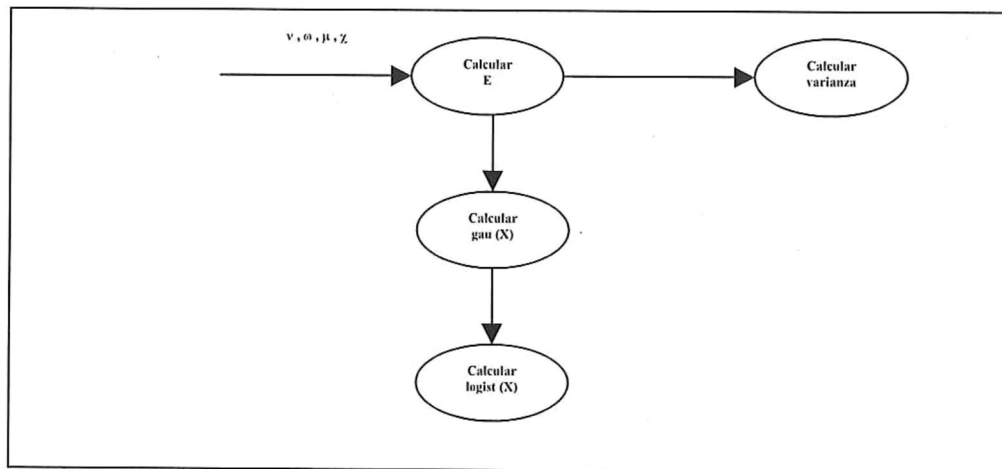 ν , ω , μ , χ
Calcular
E
Calcular
varianza
Calcular
gau (X)
Calcular
logist (X)